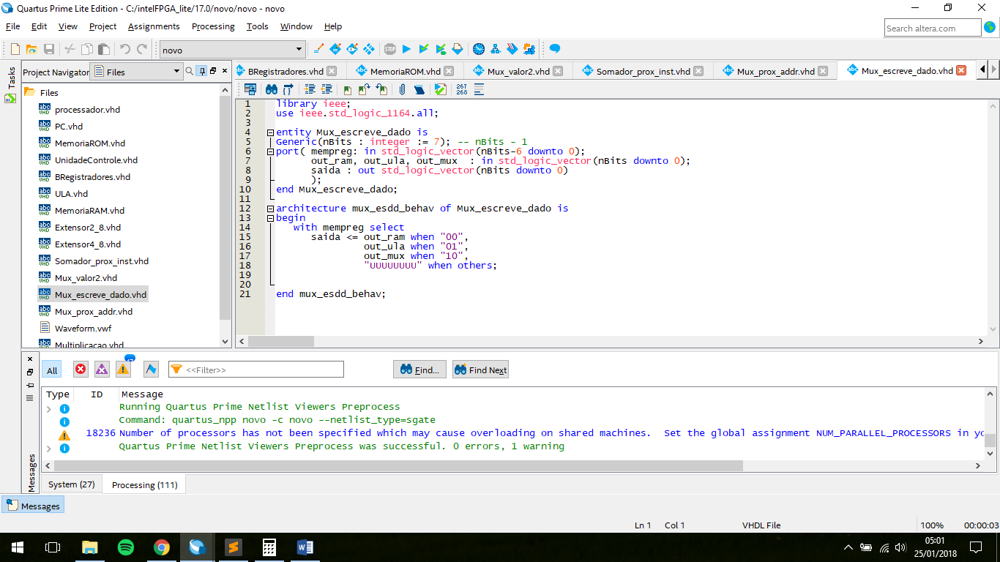 Quartus Prime Lite Edition - C:/intelFPGA_lite/17.0/novo/novo - novo
File Edit View Project Assignments Processing Tools Window Help
Search altera.com
novo
Tasks
Project Navigator Files
BRegistradores.vhd MemoriaROM.vhd Mux_valor2.vhd Somador_prox_inst.vhd Mux_prox_addr.vhd Mux_escreve_dado.vhd
Files
processador.vhd
PC.vhd
MemoriaROM.vhd
UnidadeControle.vhd
BRegistradores.vhd
ULA.vhd
MemoriaRAM.vhd
Extensor2_8.vhd
Extensor4_8.vhd
Somador_prox_inst.vhd
Mux_valor2.vhd
Mux_escreve_dado.vhd
Mux_prox_addr.vhd
Waveform.vwf
Multiplicacao.vhd
267
268
1 library ieee;
2 use ieee.std_logic_1164.all;
3
4 entity Mux_escreve_dado is
5 Generic(nBits : integer := 7); -- nBits - 1
6 port( mempreg: in std_logic_vector(nBits-6 downto 0);
7 out_ram, out_ula, out_mux : in std_logic_vector(nBits downto 0);
8 saida : out std_logic_vector(nBits downto 0)
9 );
10 end Mux_escreve_dado;
11
12 architecture mux_esdd_behav of Mux_escreve_dado is
13 begin
14 with mempreg select
15 saida <= out_ram when "00",
16 out_ula when "01",
17 out_mux when "10",
18 "UUUUUUUU" when others;
19
20
21 end mux_esdd_behav;
All <<Filter>> Find... Find Next
Type ID Message
Running Quartus Prime Netlist Viewers Preprocess
Command: quartus_npp novo -c novo --netlist_type=sgate
18236 Number of processors has not been specified which may cause overloading on shared machines. Set the global assignment NUM_PARALLEL_PROCESSORS in
Quartus Prime Netlist Viewers Preprocess was successful. 0 errors, 1 warning
Messages
System (27) Processing (111)
Messages
Ln 1 Col 1 VHDL File 100% 00:00:03
05:01
25/01/2018